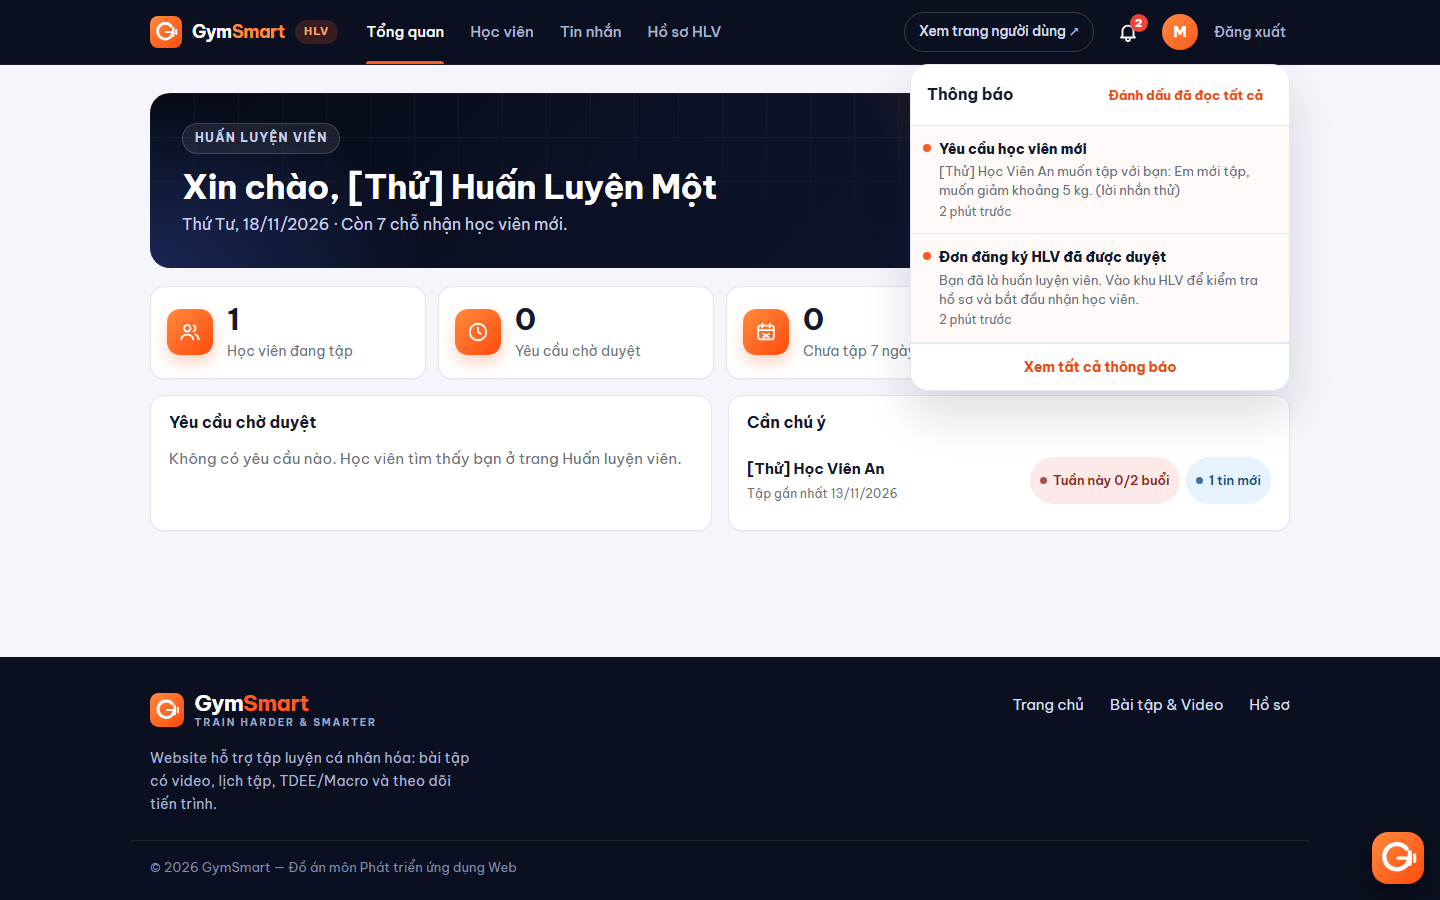 GymSmart HLV Tổng quan Học viên Tin nhắn Hồ sơ HLV Xem trang người dùng ↗ 2 M Đăng xuất
Thông báo Đánh dấu đã đọc tất cả
Yêu cầu học viên mới
[Thử] Học Viên An muốn tập với bạn: Em mới tập,
muốn giảm khoảng 5 kg. (lời nhắn thử)
2 phút trước
Đơn đăng ký HLV đã được duyệt
Bạn đã là huấn luyện viên. Vào khu HLV để kiểm tra
hồ sơ và bắt đầu nhận học viên.
2 phút trước
Xem tất cả thông báo
HUẤN LUYỆN VIÊN
Xin chào, [Thử] Huấn Luyện Một
Thứ Tư, 18/11/2026 · Còn 7 chỗ nhận học viên mới.
1
Học viên đang tập
0
Yêu cầu chờ duyệt
0
Chưa tập 7 ngày
Yêu cầu chờ duyệt
Không có yêu cầu nào. Học viên tìm thấy bạn ở trang Huấn luyện viên.
Cần chú ý
[Thử] Học Viên An
Tập gần nhất 13/11/2026
Tuần này 0/2 buổi
1 tin mới
GymSmart
TRAIN HARDER & SMARTER
Website hỗ trợ tập luyện cá nhân hóa: bài tập
có video, lịch tập, TDEE/Macro và theo dõi
tiến trình.
Trang chủ Bài tập & Video Hồ sơ
© 2026 GymSmart — Đồ án môn Phát triển ứng dụng Web